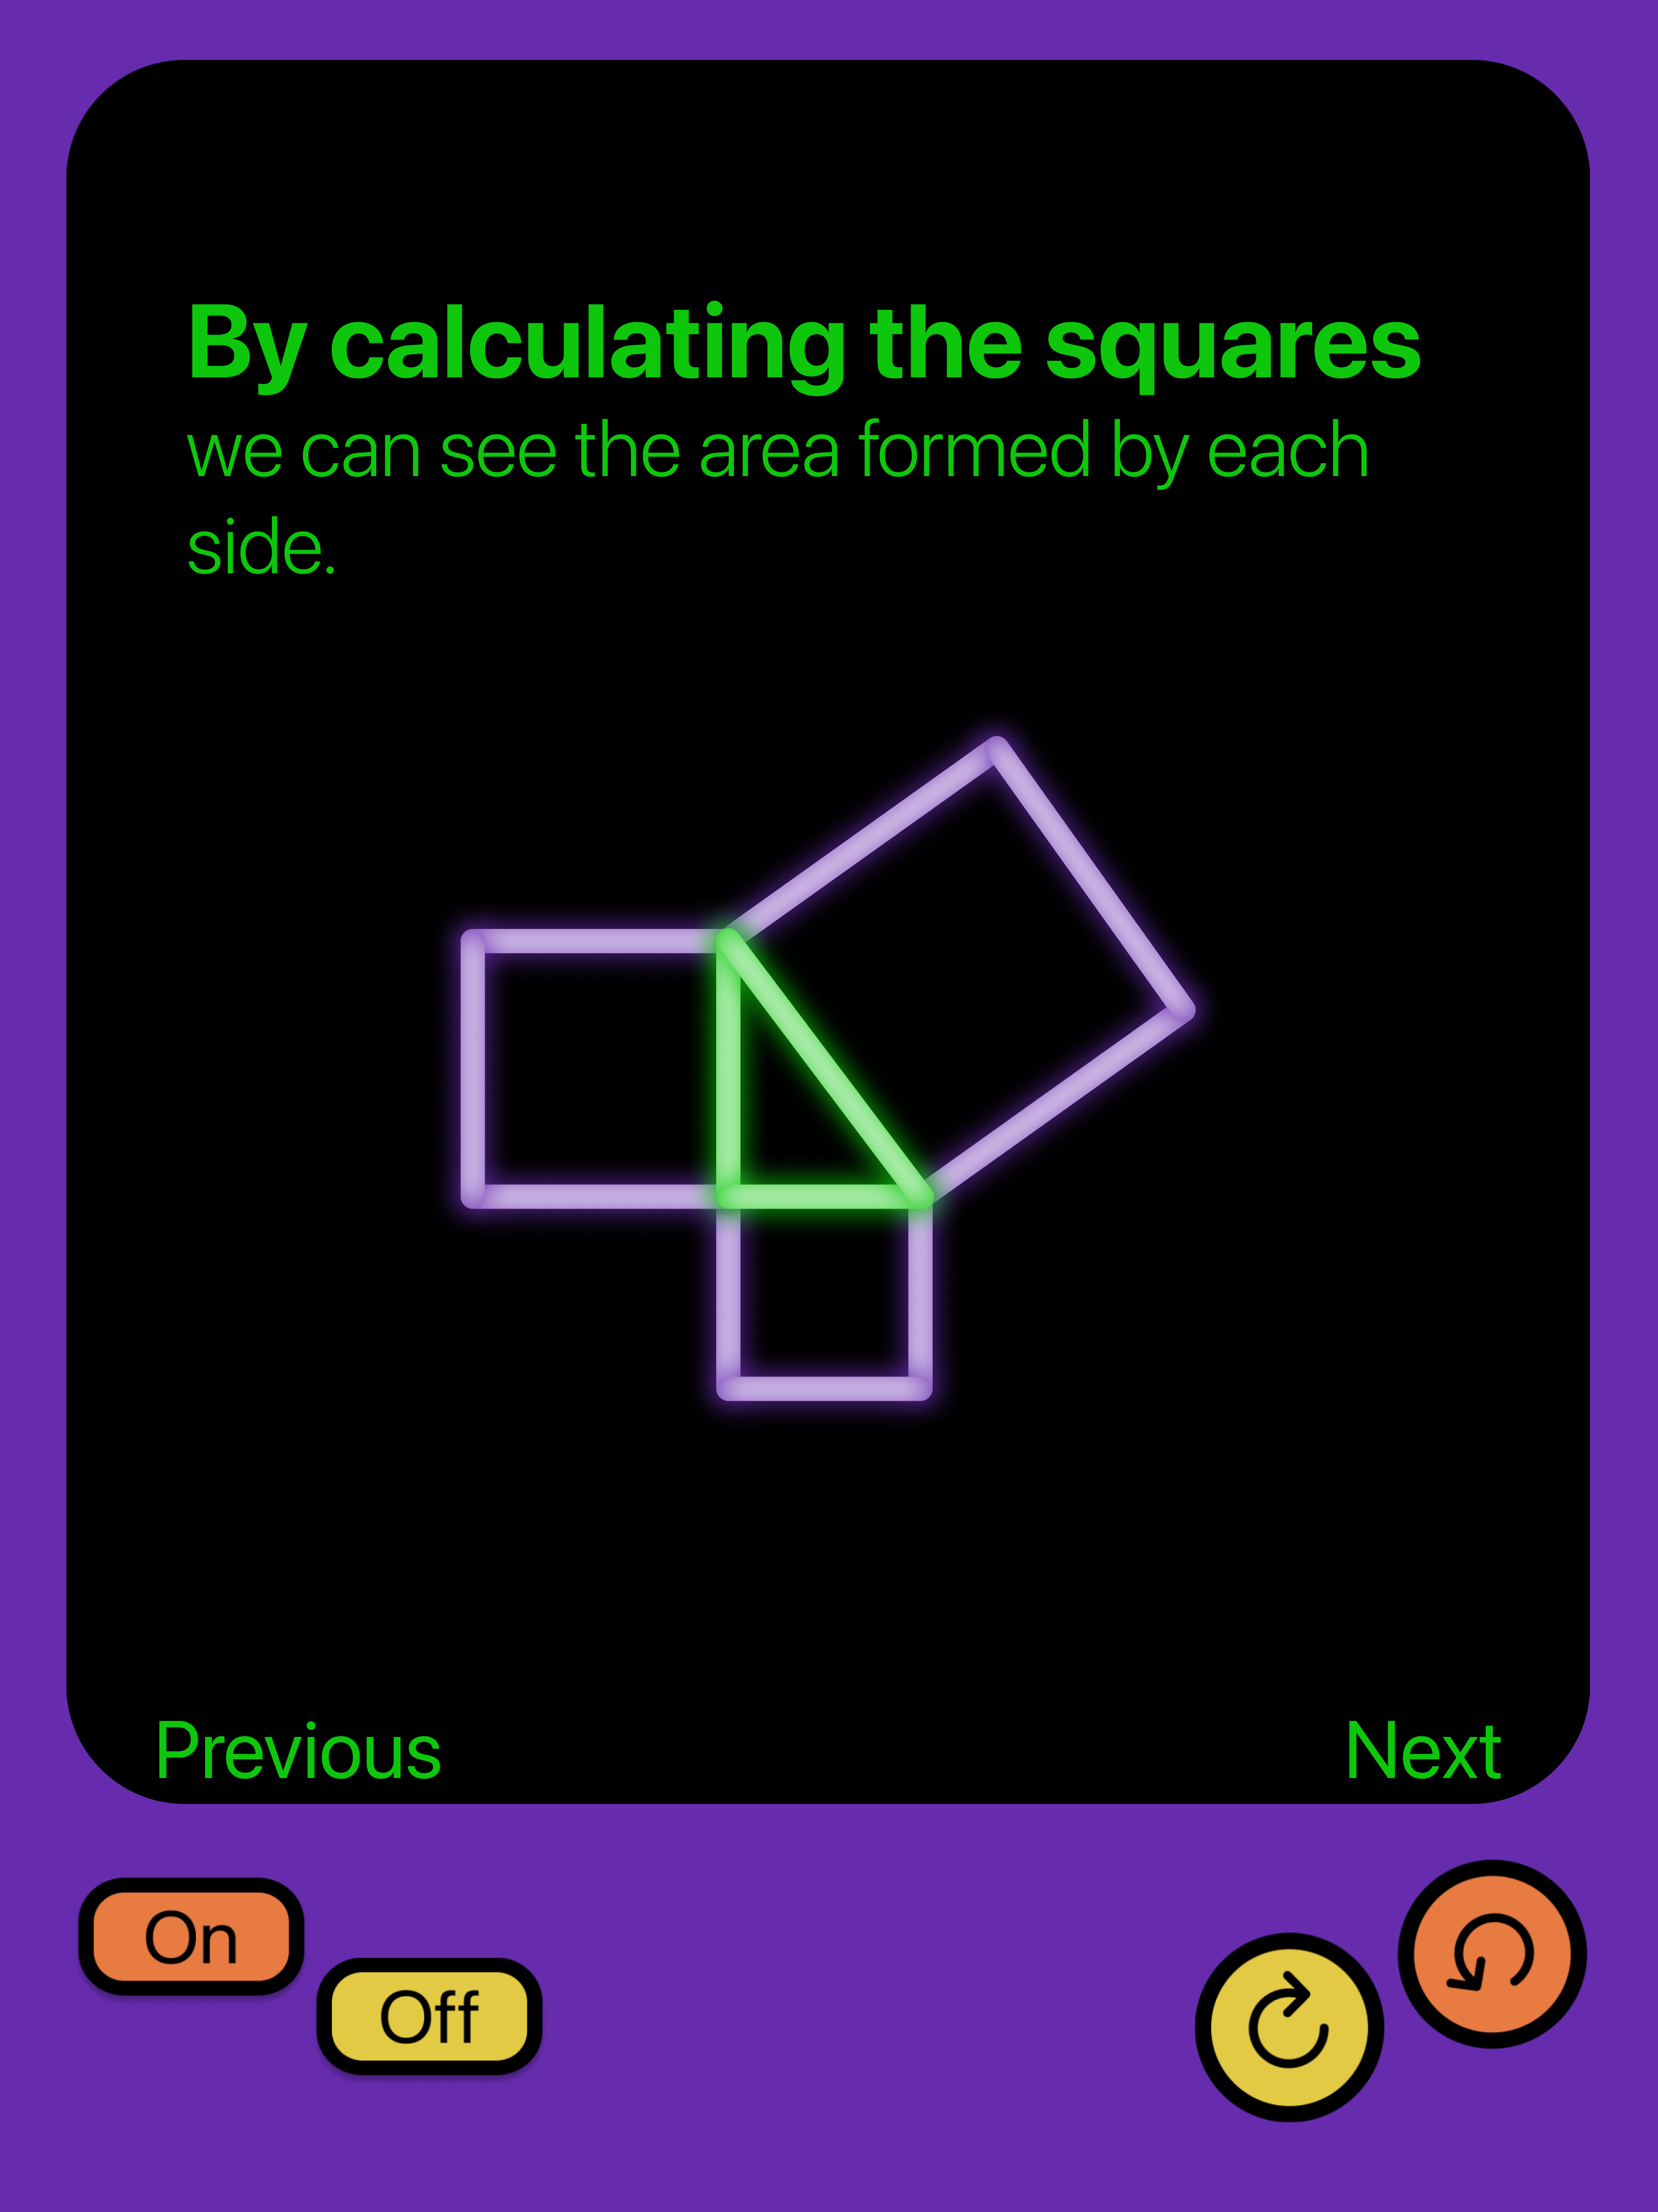 By calculating the squares
we can see the area formed by each
side.
Previous
Next
On
Off